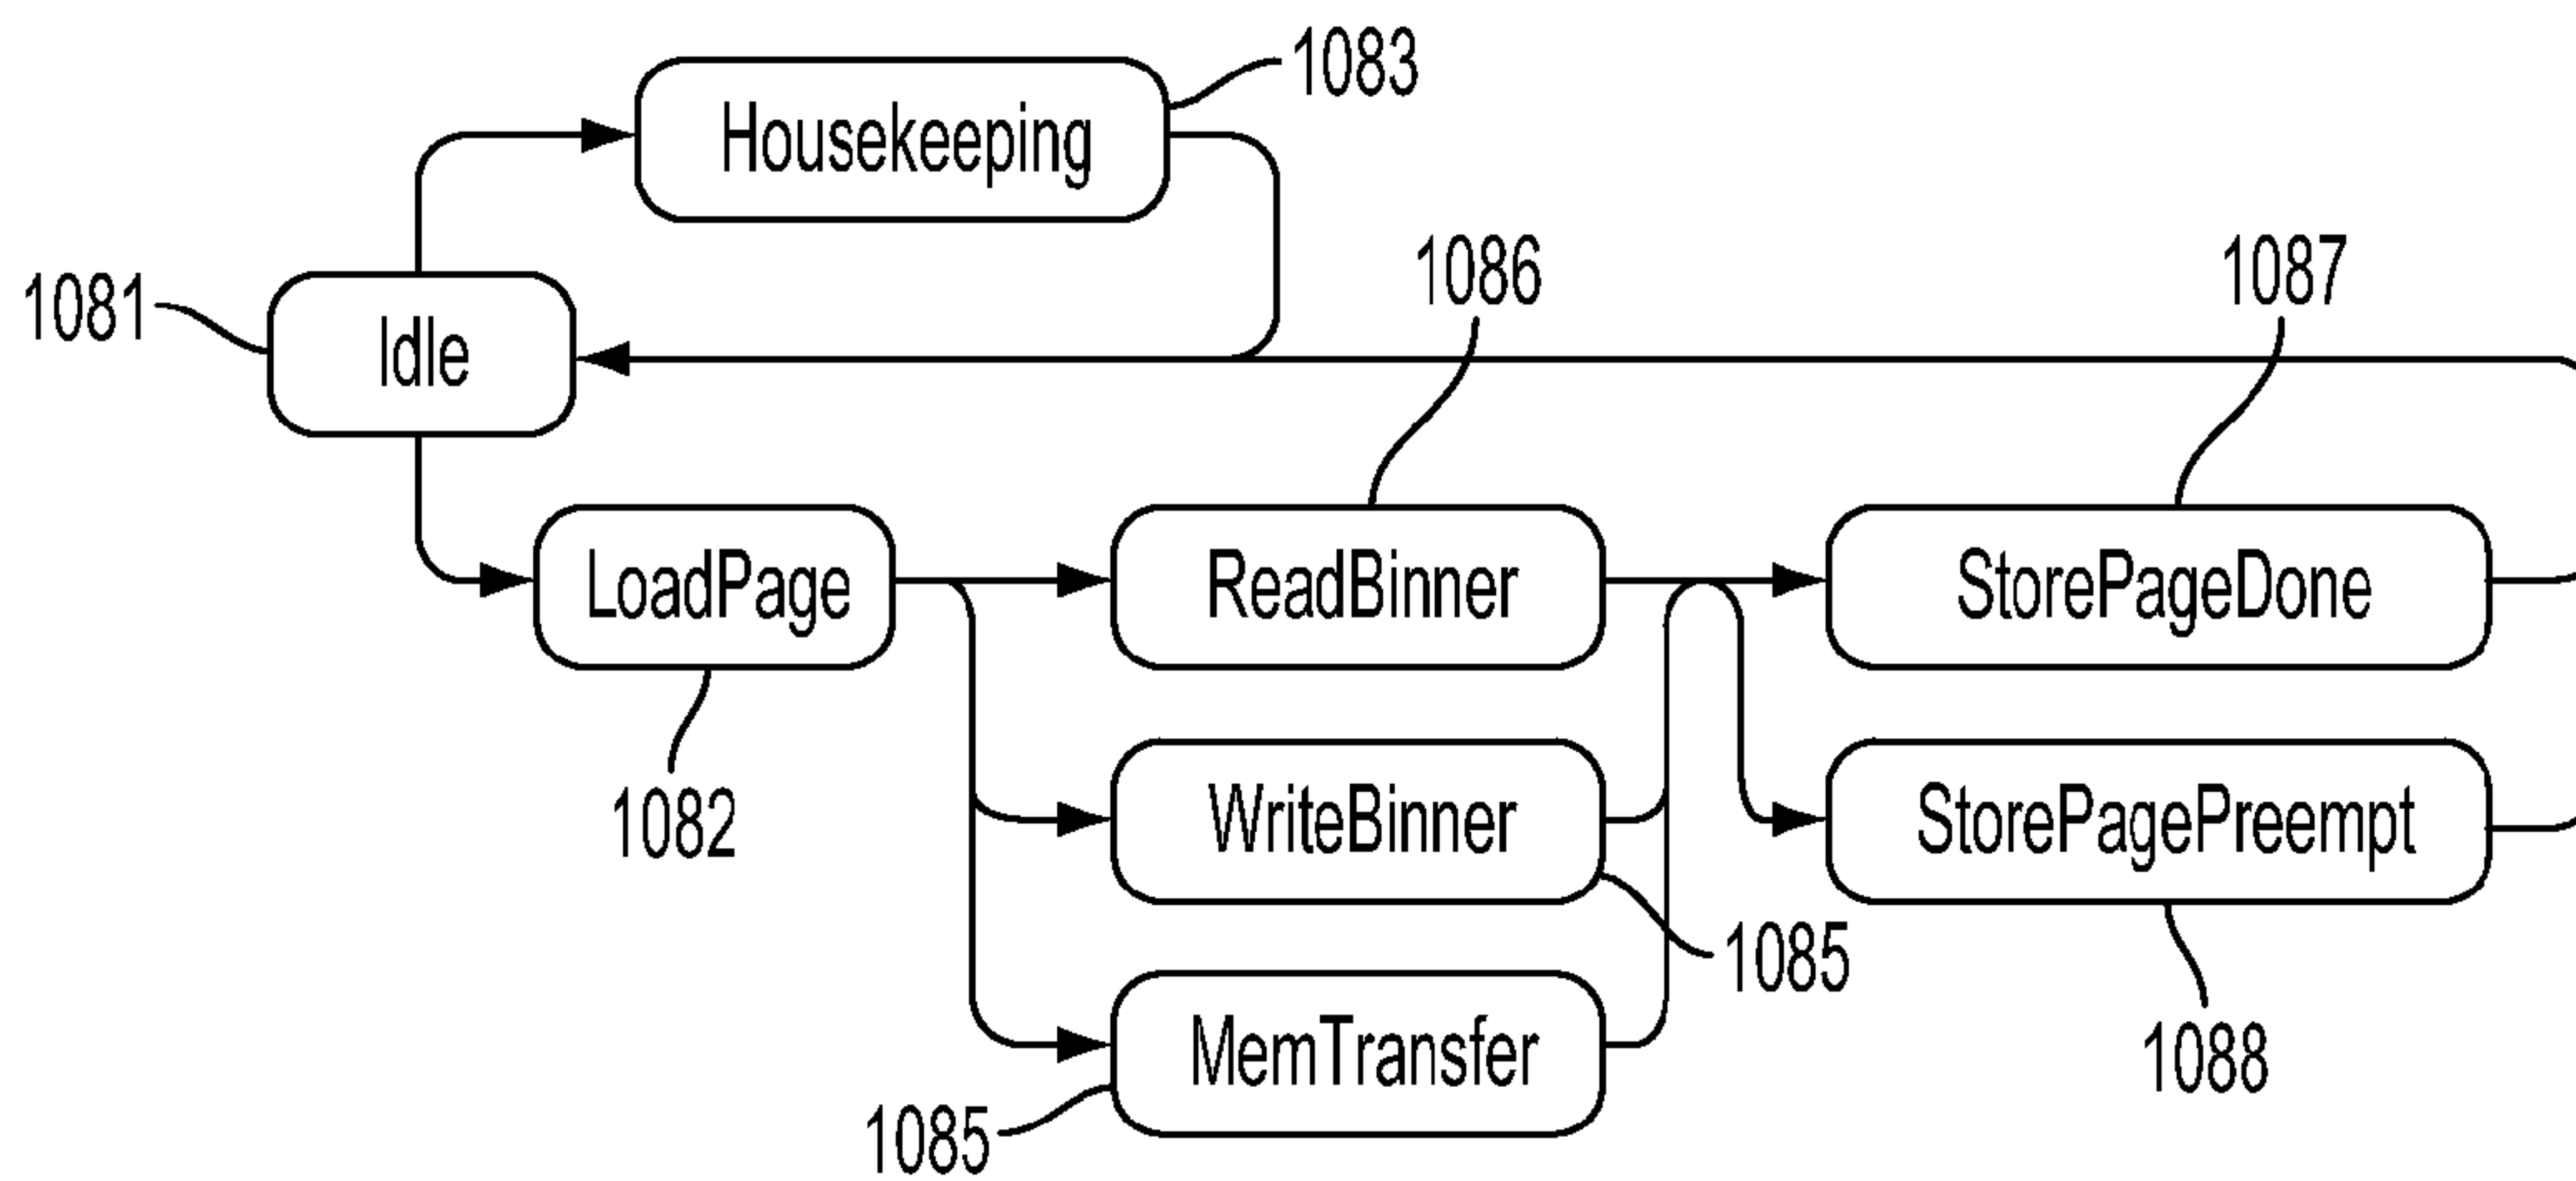 1083
Housekeeping
1086
1087
1081
Idle
LoadPage
ReadBinner
StorePageDone
1082
WriteBinner
StorePagePreempt
1085
MemTransfer
1088
1085